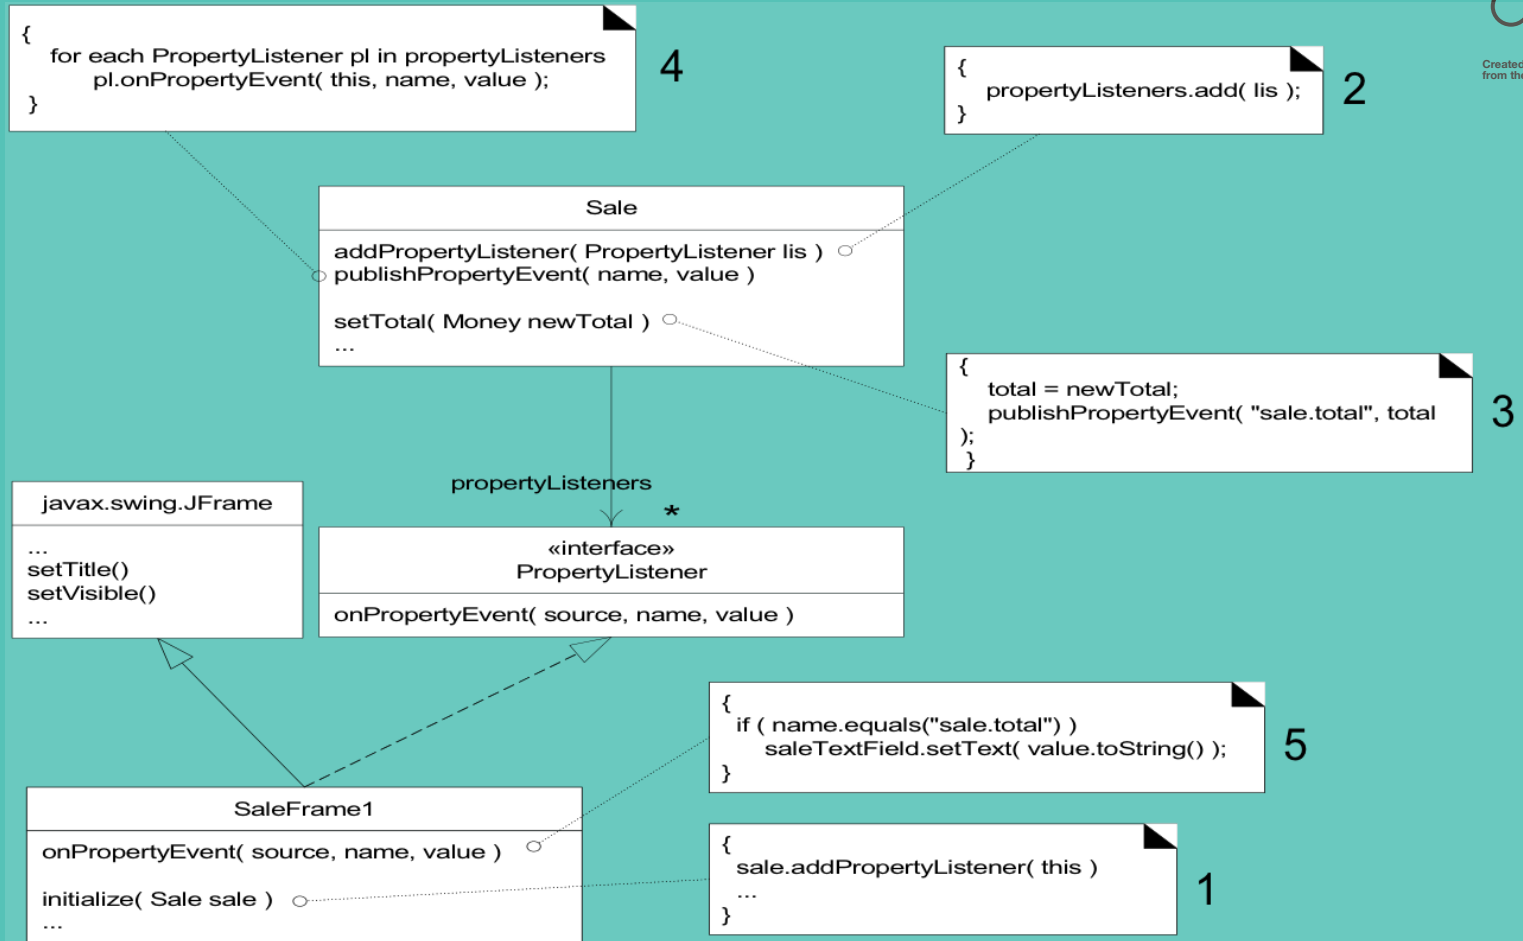 {
for each PropertyListener pl in propertyListeners
pl.onPropertyEvent( this, name, value );
}
4
{
propertyListeners.add( lis );
}
2
Created
from the
Sale
addPropertyListener( PropertyListener lis )
publishPropertyEvent( name, value )
setTotal( Money newTotal )
...
{
total = newTotal;
publishPropertyEvent( "sale.total", total
);
}
3
propertyListeners
*
javax.swing.JFrame
...
setTitle()
setVisible()
...
«interface»
PropertyListener
onPropertyEvent( source, name, value )
{
if ( name.equals("sale.total") )
saleTextField.setText( value.toString() );
}
5
SaleFrame1
onPropertyEvent( source, name, value )
initialize( Sale sale )
...
{
sale.addPropertyListener( this )
...
}
1